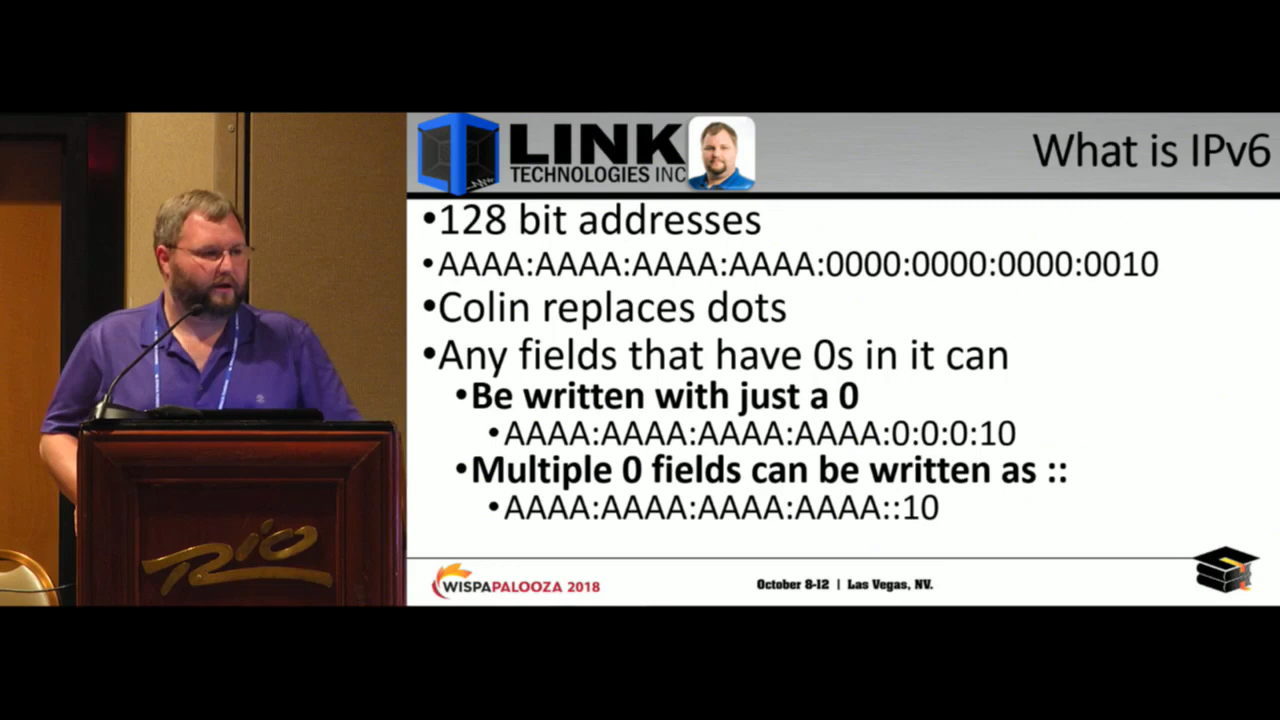 LINK
TECHNOLOGIES INC
What is IPv6
•128 bit addresses
•AAAA:AAAA:AAAA:AAAA:0000:0000:0000:0010
•Colin replaces dots
•Any fields that have 0s in it can
•Be written with just a 0
•AAAA:AAAA:AAAA:AAAA:0:0:0:10
•Multiple 0 fields can be written as ::
•AAAA:AAAA:AAAA:AAAA::10
Rio
WISPAPALOOZA 2018
October 8-12 | Las Vegas, NV.